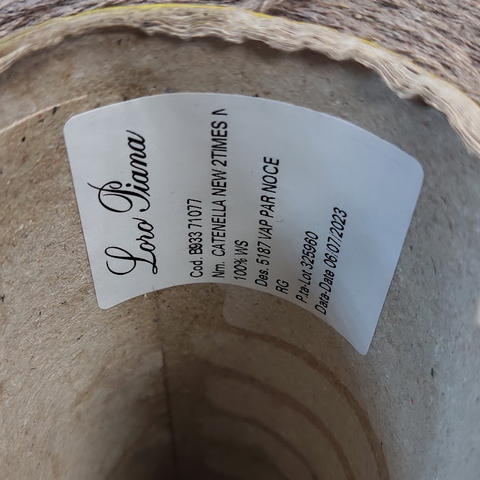 Loro Piana
Cod. B933 71077
Nm. CATENELLA NEW 2TIMES N
100% WS
Des. 5187 VAP PAR NOCE
RG
P.ta-Lot 325960
Data-Date 06/07/2023